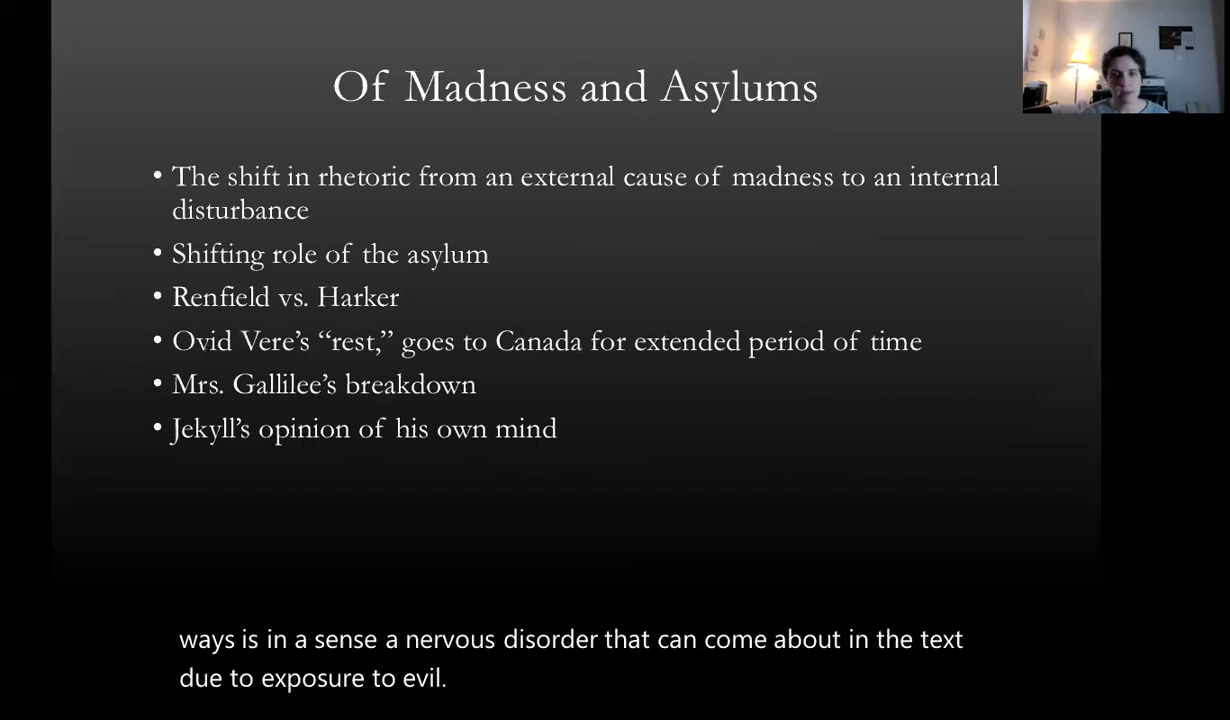 Of Madness and Asylums
• The shift in rhetoric from an external cause of madness to an internal
disturbance
• Shifting role of the asylum
• Renfield vs. Harker
• Ovid Vere’s “rest,” goes to Canada for extended period of time
• Mrs. Gallilee’s breakdown
• Jekyll’s opinion of his own mind
ways is in a sense a nervous disorder that can come about in the text
due to exposure to evil.